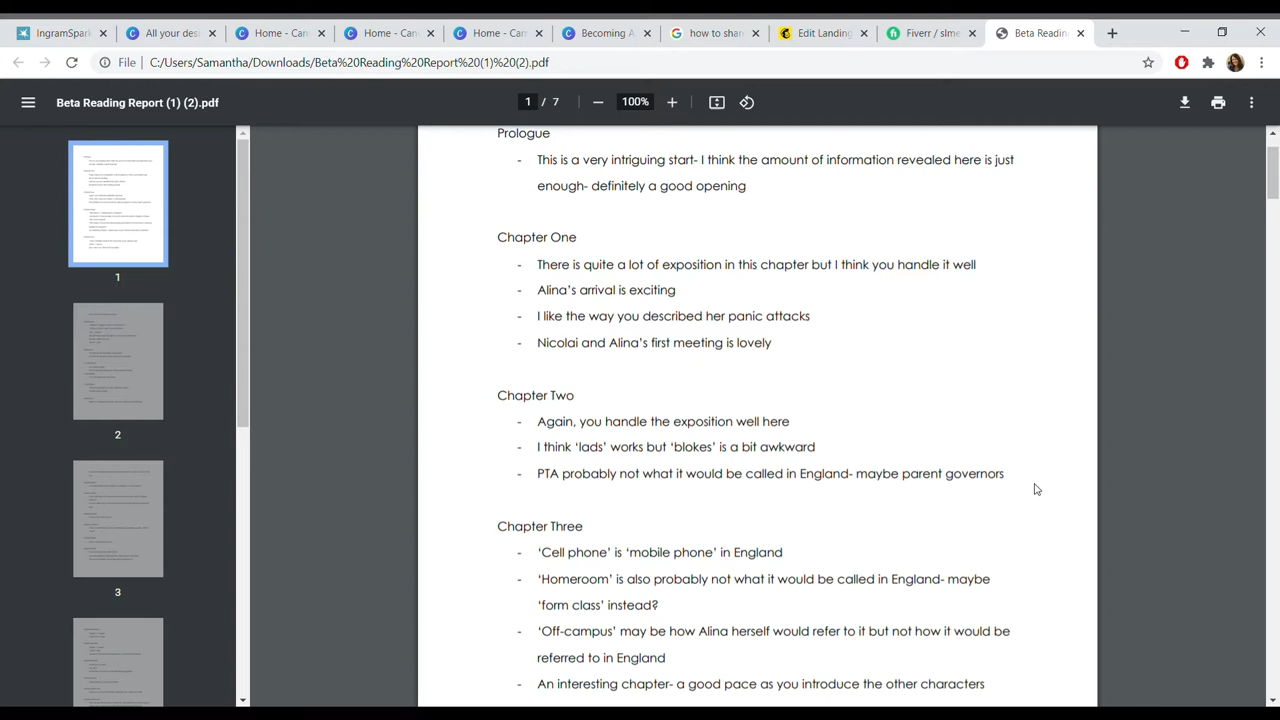 IngramSpark
All your des
Home - Can
Home - Can
Home - Can
Becoming A
how to share
Edit Landing
Fiverr / slme
Beta Readin
File
C:/Users/Samantha/Downloads/Beta%20Reading%20Report%20(1)%20(2).pdf
Beta Reading Report (1) (2).pdf
1 / 7
100%
Prologue
- This is a very intriguing start- I think the amount of information revealed here is just
enough- definitely a good opening
Chapter One
- There is quite a lot of exposition in this chapter but I think you handle it well
- Alina’s arrival is exciting
- I like the way you described her panic attacks
- Nicolai and Alina’s first meeting is lovely
Chapter Two
- Again, you handle the exposition well here
- I think ‘lads’ works but ‘blokes’ is a bit awkward
- PTA probably not what it would be called in England- maybe parent governors
Chapter Three
- ‘Cell phone’ is ‘mobile phone’ in England
- ‘Homeroom’ is also probably not what it would be called in England- maybe
‘form class’ instead?
- ‘Off-campus’ may be how Alina herself would refer to it but not how it would be
referred to in England
- An interesting chapter- a good pace as you introduce the other characters
1
2
3